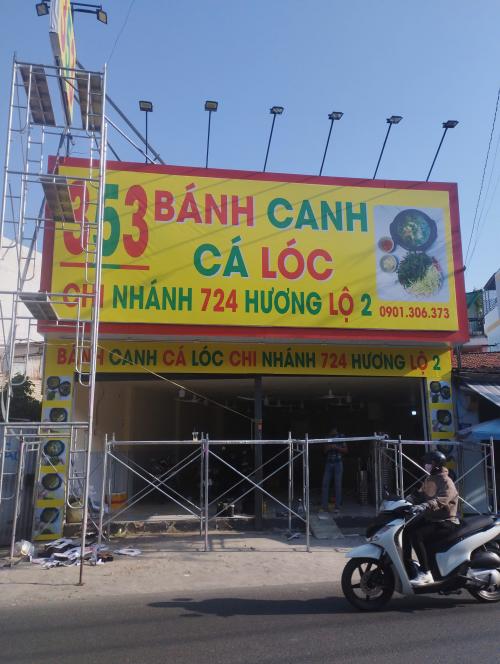 353 BÁNH CANH
CÁ LÓC
CHI NHÁNH 724 HƯƠNG LỘ 2
0901.306.373
BÁNH CANH CÁ LÓC CHI NHÁNH 724 HƯƠNG LỘ 2